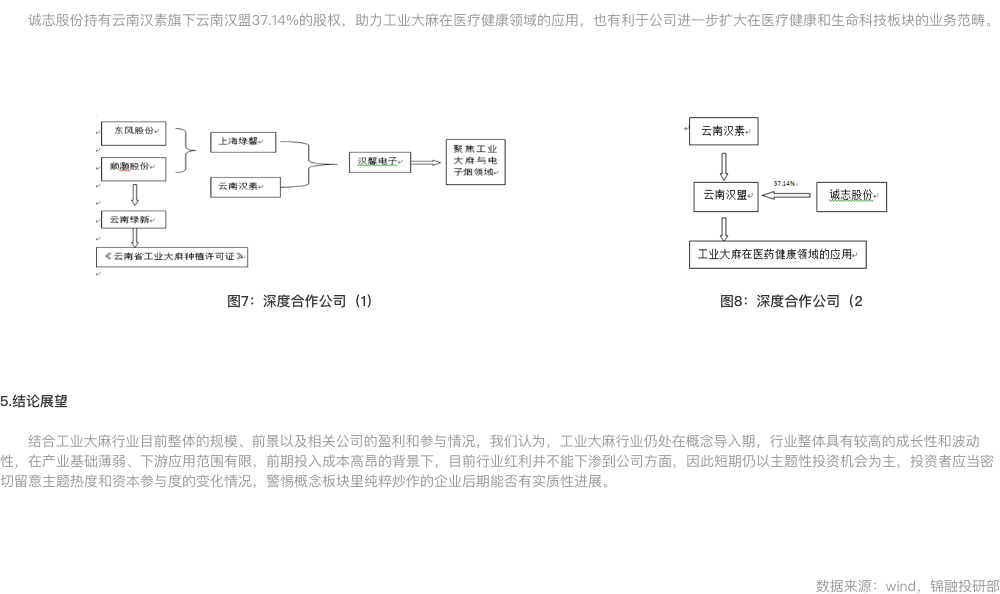 诚志股份持有云南汉素旗下云南汉盟37.14%的股权，助力工业大麻在医疗健康领域的应用，也有利于公司进一步扩大在医疗健康和生命科技板块的业务范畴。
东风股份
顺灏股份
云南绿新
《云南省工业大麻种植许可证》
上海绿馨
云南汉素
汉馨电子
聚焦工业
大麻与电
子烟领域
云南汉素
云南汉盟
37.14%
诚志股份
工业大麻在医药健康领域的应用
图7：深度合作公司（1）
图8：深度合作公司（2
5.结论展望
结合工业大麻行业目前整体的规模、前景以及相关公司的盈利和参与情况，我们认为，工业大麻行业仍处在概念导入期，行业整体具有较高的成长性和波动
性，在产业基础薄弱、下游应用范围有限，前期投入成本高昂的背景下，目前行业红利并不能下渗到公司方面，因此短期仍以主题性投资机会为主，投资者应当密
切留意主题热度和资本参与度的变化情况，警惕概念板块里纯粹炒作的企业后期能否有实质性进展。
数据来源：wind，锦融投研部